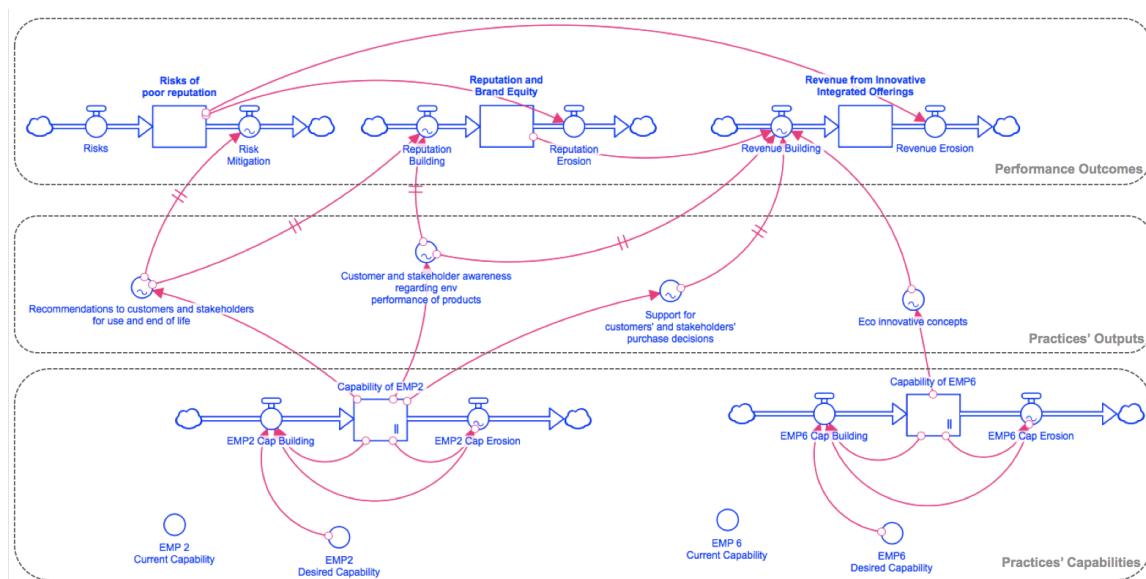 Risks of
poor reputation
Reputation and
Brand Equity
Revenue from Innovative
Integrated Offerings
Risks
Risk
Mitigation
Reputation
Building
Reputation
Erosion
Revenue Building
Revenue Erosion
Performance Outcomes
Recommendations to customers and stakeholders
for use and end of life
Customer and stakeholder awareness
regarding env
performance of products
Support for
customers' and stakeholders'
purchase decisions
Eco innovative concepts
Practices' Outputs
Capability of EMP2
EMP2 Cap Building
EMP2 Cap Erosion
Capability of EMP6
EMP6 Cap Building
EMP6 Cap Erosion
EMP 2
Current Capability
EMP2
Desired Capability
EMP 6
Current Capability
EMP6
Desired Capability
Practices' Capabilities